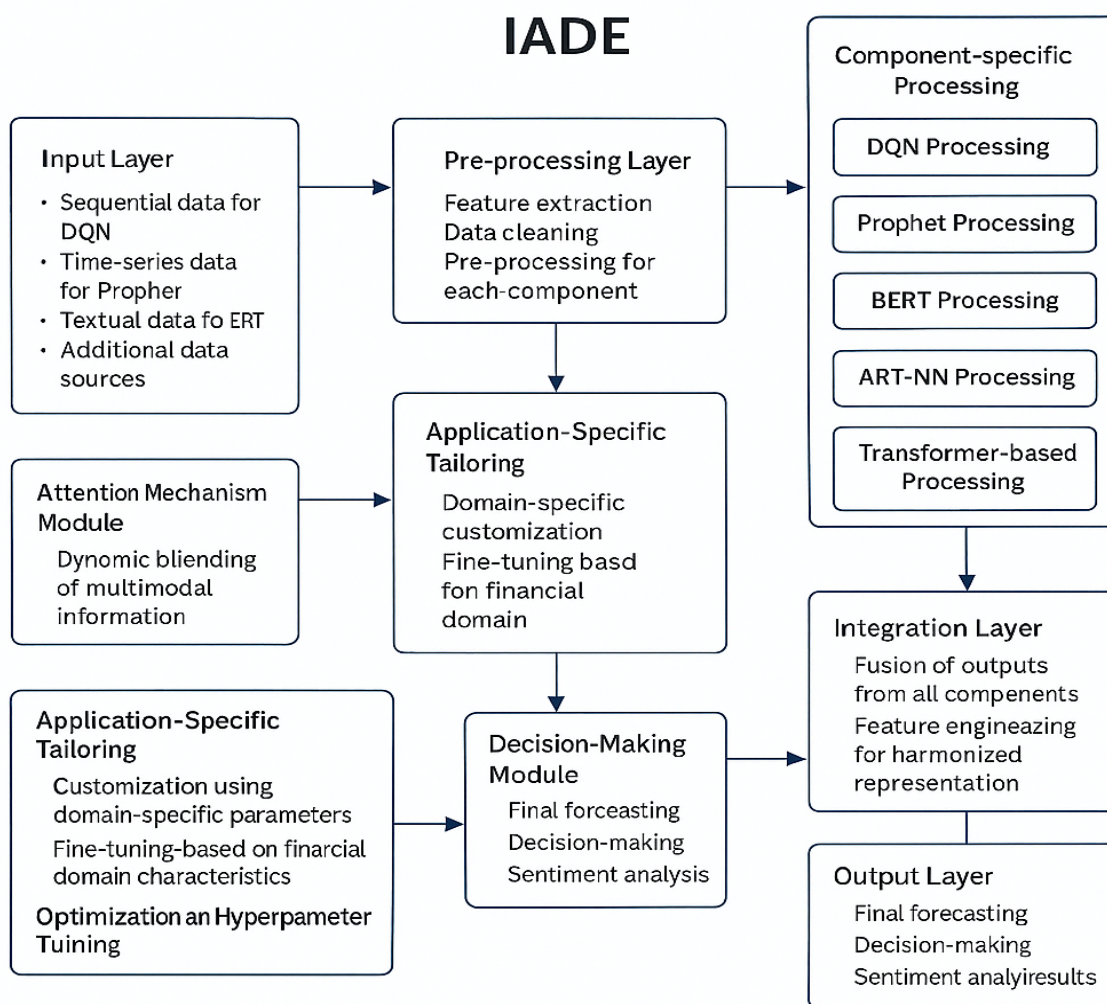 IADE
Input Layer
• Sequential data for
DQN
• Time-series data
for Propher
• Textual data fo ERT
• Additional data
sources
Pre-processing Layer
Feature extraction
Data cleaning
Pre-processing for
each-component
Component-specific
Processing
DQN Processing
Prophet Processing
BERT Processing
ART-NN Processing
Transformer-based
Processing
Attention Mechanism
Module
Dynomic bliending
of multimodal
information
Application-Specific
Tailoring
Domain-specific
customization
Fine-tuning basd
fon financial
domain
Integration Layer
Fusion of outputs
from all compenents
Feature engineazing
for harmonized
representation
Application-Specific
Tailoring
Customization using
domain-specific parameters
Fine-tuning-based on finarcial
domain characteristics
Optimization an Hyperpameter
Tuining
Decision-Making
Module
Final forceasting
Decision-making
Sentiment analysis
Output Layer
Final forecasting
Decision-making
Sentiment analyiresults